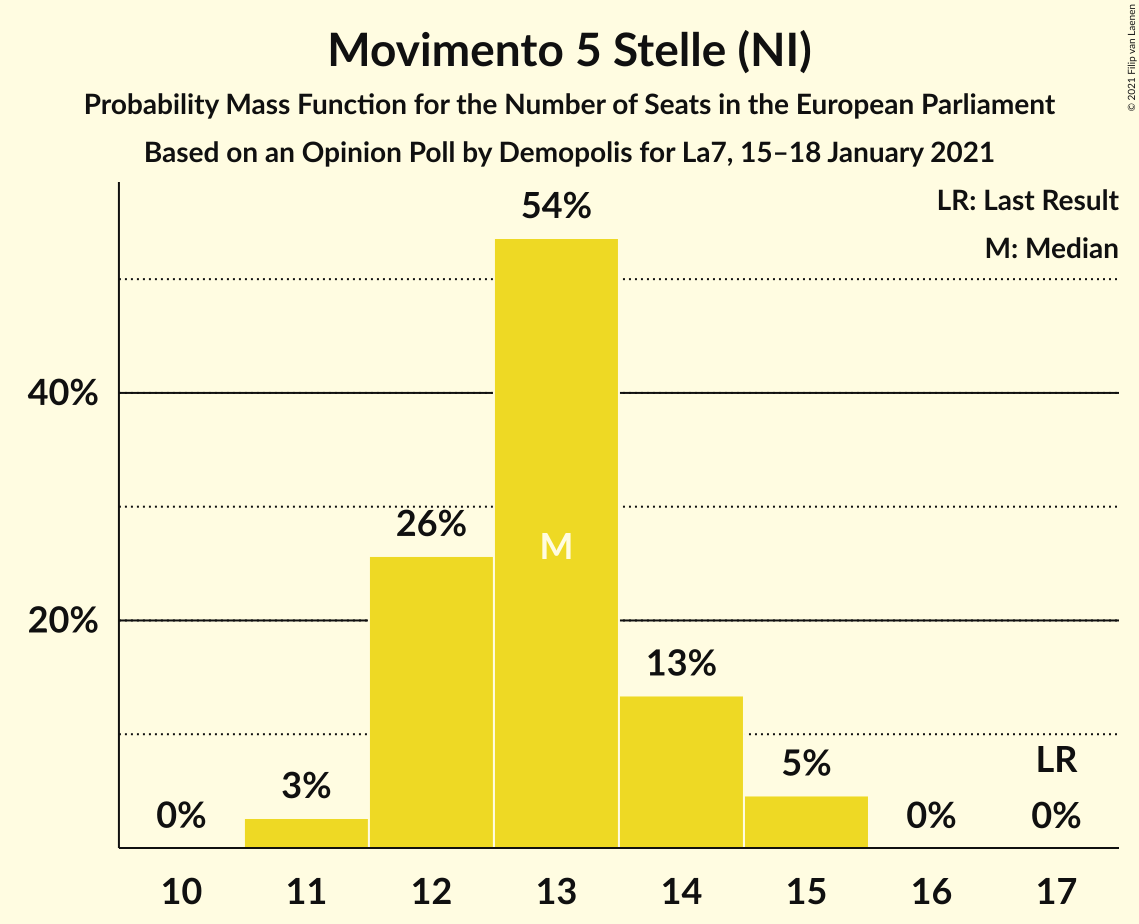 Movimento 5 Stelle (NI)
Probability Mass Function for the Number of Seats in the European Parliament
Based on an Opinion Poll by Demopolis for La7, 15–18 January 2021
© 2021 Filip van Laenen
LR: Last Result
M: Median
54%
40%
26%
M
20%
13%
5%
LR
3%
0%
0%
0%
10 11 12 13 14 15 16 17